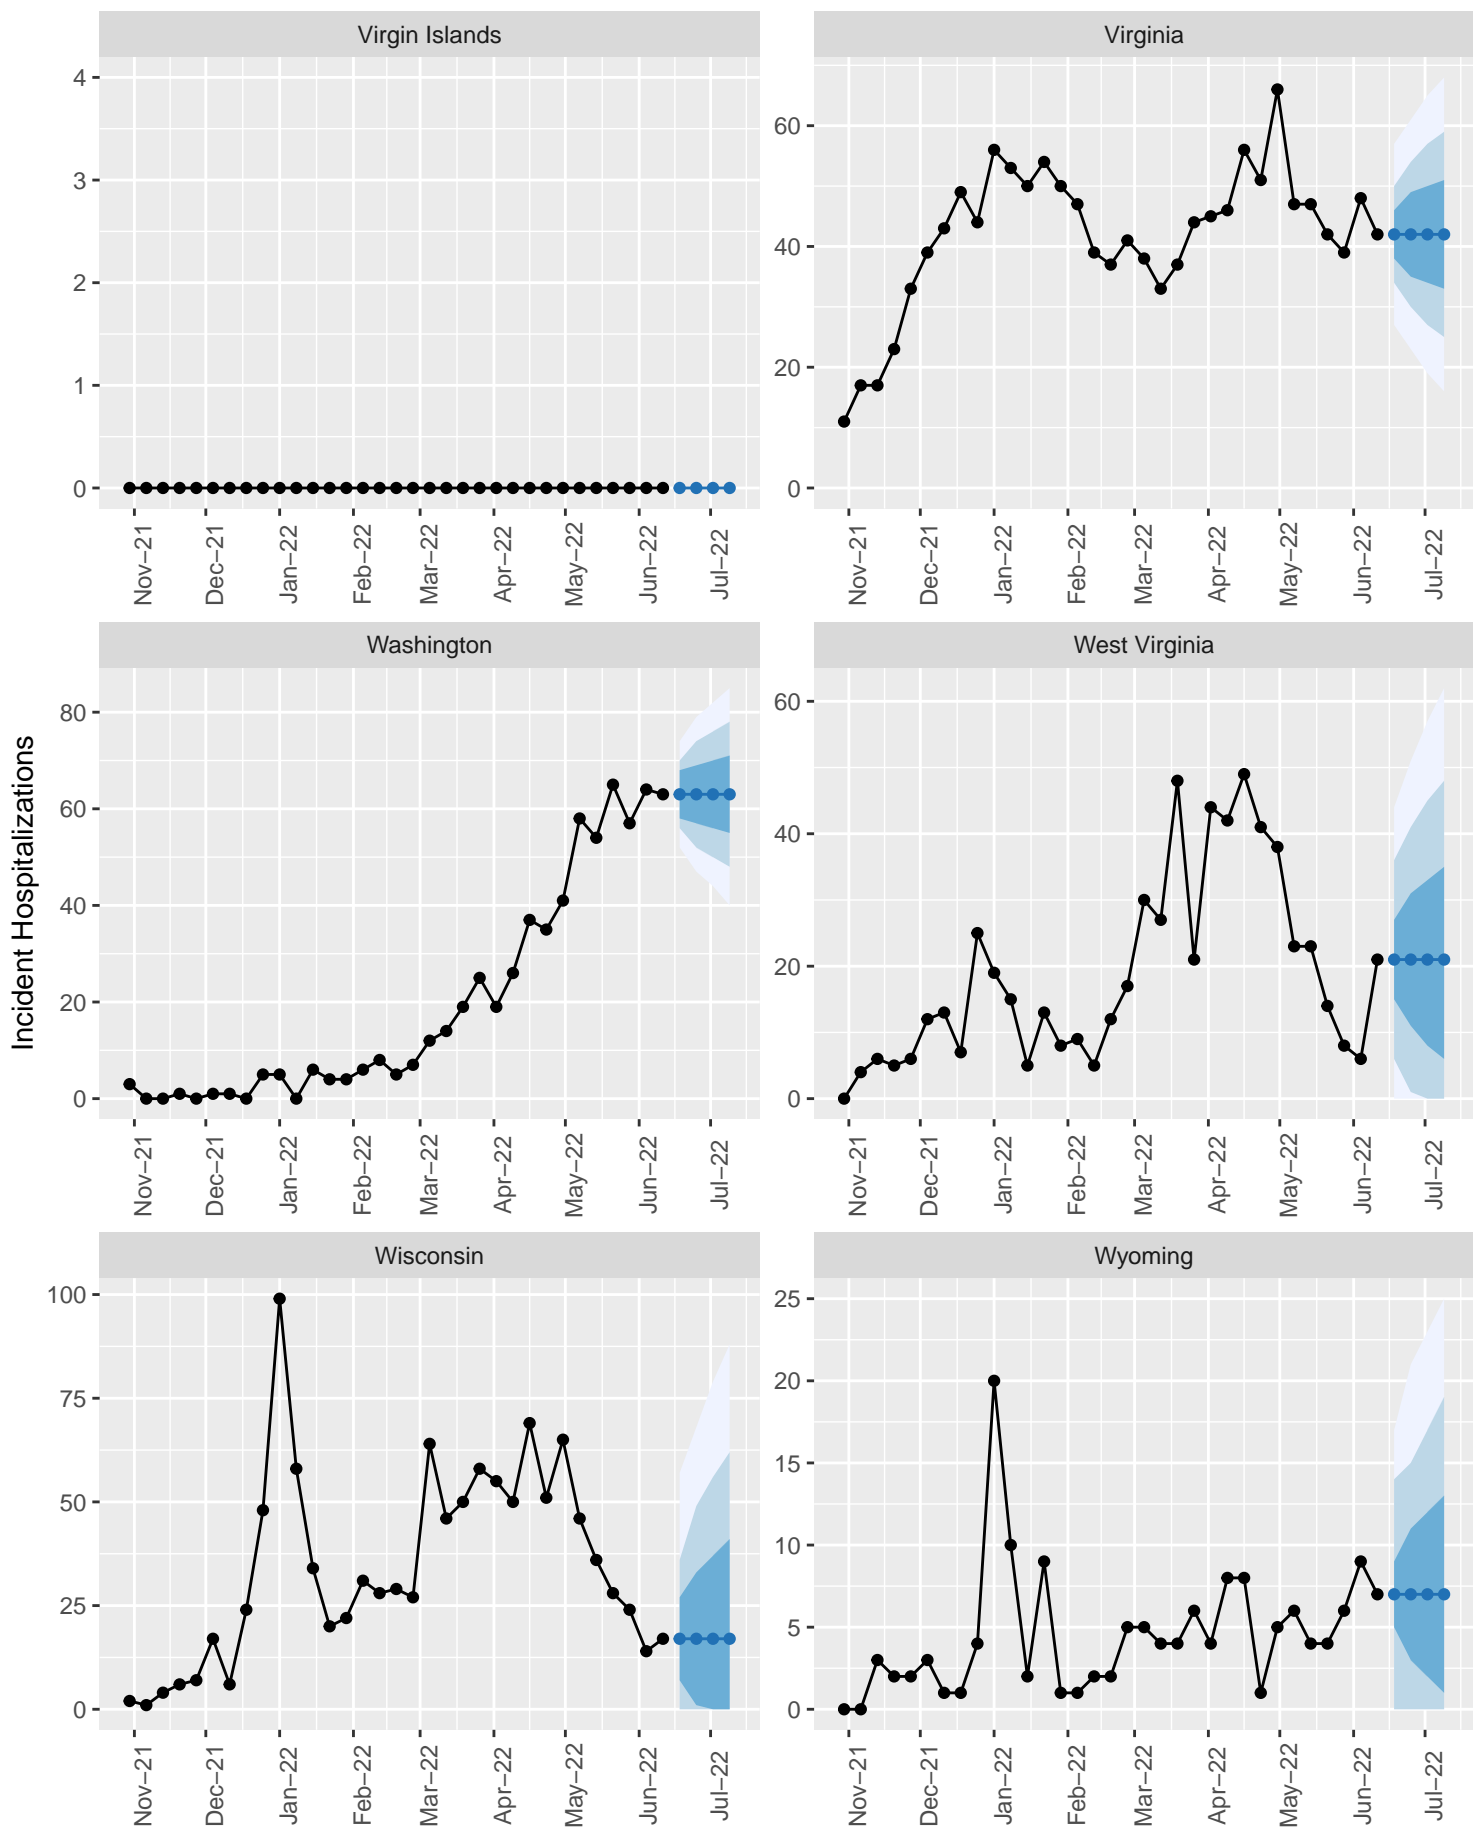 Virgin Islands
Virginia
4
3
2
1
0
60
40
20
0
Nov−21
Dec−21
Jan−22
Feb−22
Mar−22
Apr−22
May−22
Jun−22
Jul−22
Nov−21
Dec−21
Jan−22
Feb−22
Mar−22
Apr−22
May−22
Jun−22
Jul−22
Incident Hospitalizations
Washington
West Virginia
80
60
40
20
0
60
40
20
0
Nov−21
Dec−21
Jan−22
Feb−22
Mar−22
Apr−22
May−22
Jun−22
Jul−22
Nov−21
Dec−21
Jan−22
Feb−22
Mar−22
Apr−22
May−22
Jun−22
Jul−22
Wisconsin
Wyoming
100
75
50
25
0
25
20
15
10
5
0
Nov−21
Dec−21
Jan−22
Feb−22
Mar−22
Apr−22
May−22
Jun−22
Jul−22
Nov−21
Dec−21
Jan−22
Feb−22
Mar−22
Apr−22
May−22
Jun−22
Jul−22